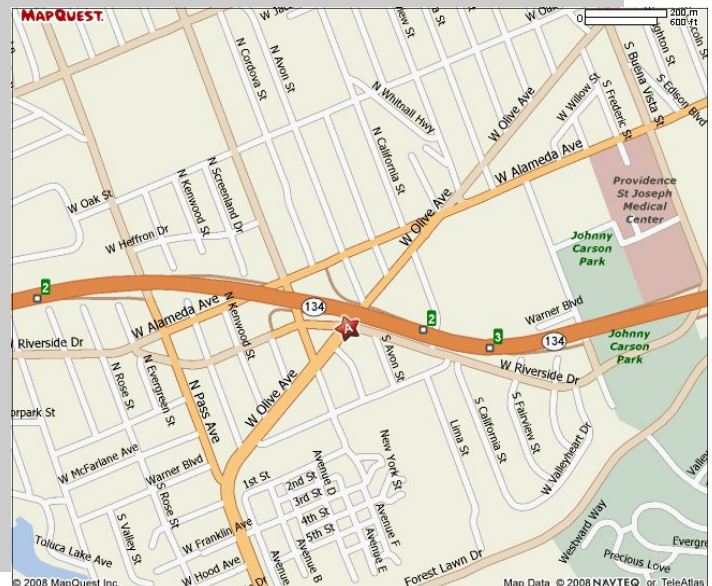 MAPQUEST.
200 m
0
600 ft
N Cordova St
N Avon St
N Whitnall Hwy
W Olive Ave
W Willow St
S Frederic St
S Buena Vista St
S Edison Blvd
N California St
W Alameda Ave
N Screenland Dr
N Kenwood St
W Oak St
W Olive Ave
Providence
St Joseph
Medical
Center
W Heffron Dr
Johnny
Carson
Park
2
134
W Alameda Ave
N Kenwood St
A
2
Warner Blvd
3
134
Johnny
Carson
Park
Riverside Dr
W Riverside Dr
N Rose St
N Evergreen St
N Pass Ave
W Olive Ave
S Avon St
orpark St
Lima St
S California St
S Fairview St
W Valleyheart Dr
W McFarlane Ave
Warner Blvd
1st St
2nd St
3rd St
4th St
5th St
Avenue D
New York St
S Rose St
S Valley St
W Franklin Ave
W Hood Ave
Avenue B
Avenue E
Avenue F
Toluca Lake Ave
Forest Lawn Dr
Westward Way
Precious Love
Evergre
Valley
© 2008 MapQuest Inc.
Map Data © 2008 NAVTEQ or TeleAtlas